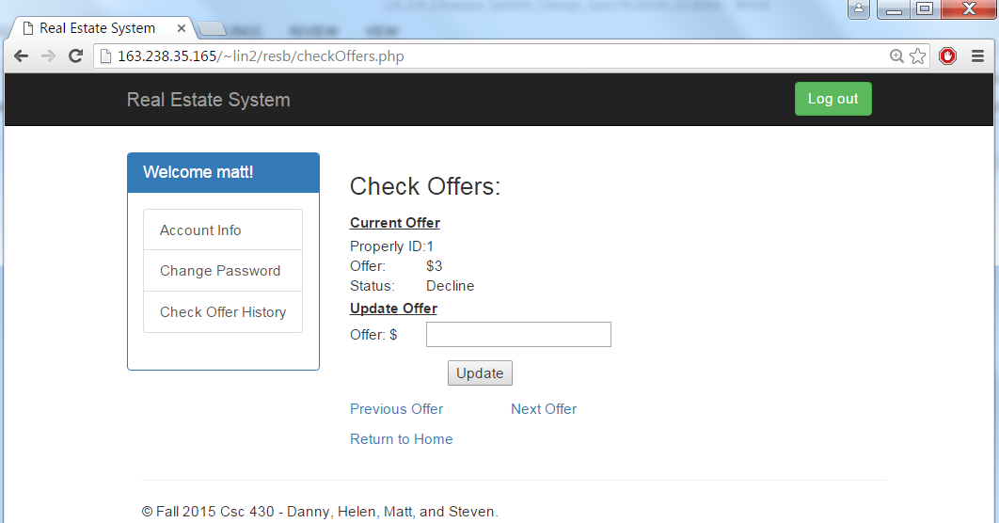 Real Estate System
163.238.35.165/~lin2/resb/checkOffers.php
Real Estate System
Log out
Welcome matt!
Account Info
Change Password
Check Offer History
Check Offers:
Current Offer
Properly ID:1
Offer: $3
Status: Decline
Update Offer
Offer: $
Update
Previous Offer Next Offer
Return to Home
© Fall 2015 Csc 430 - Danny, Helen, Matt, and Steven.